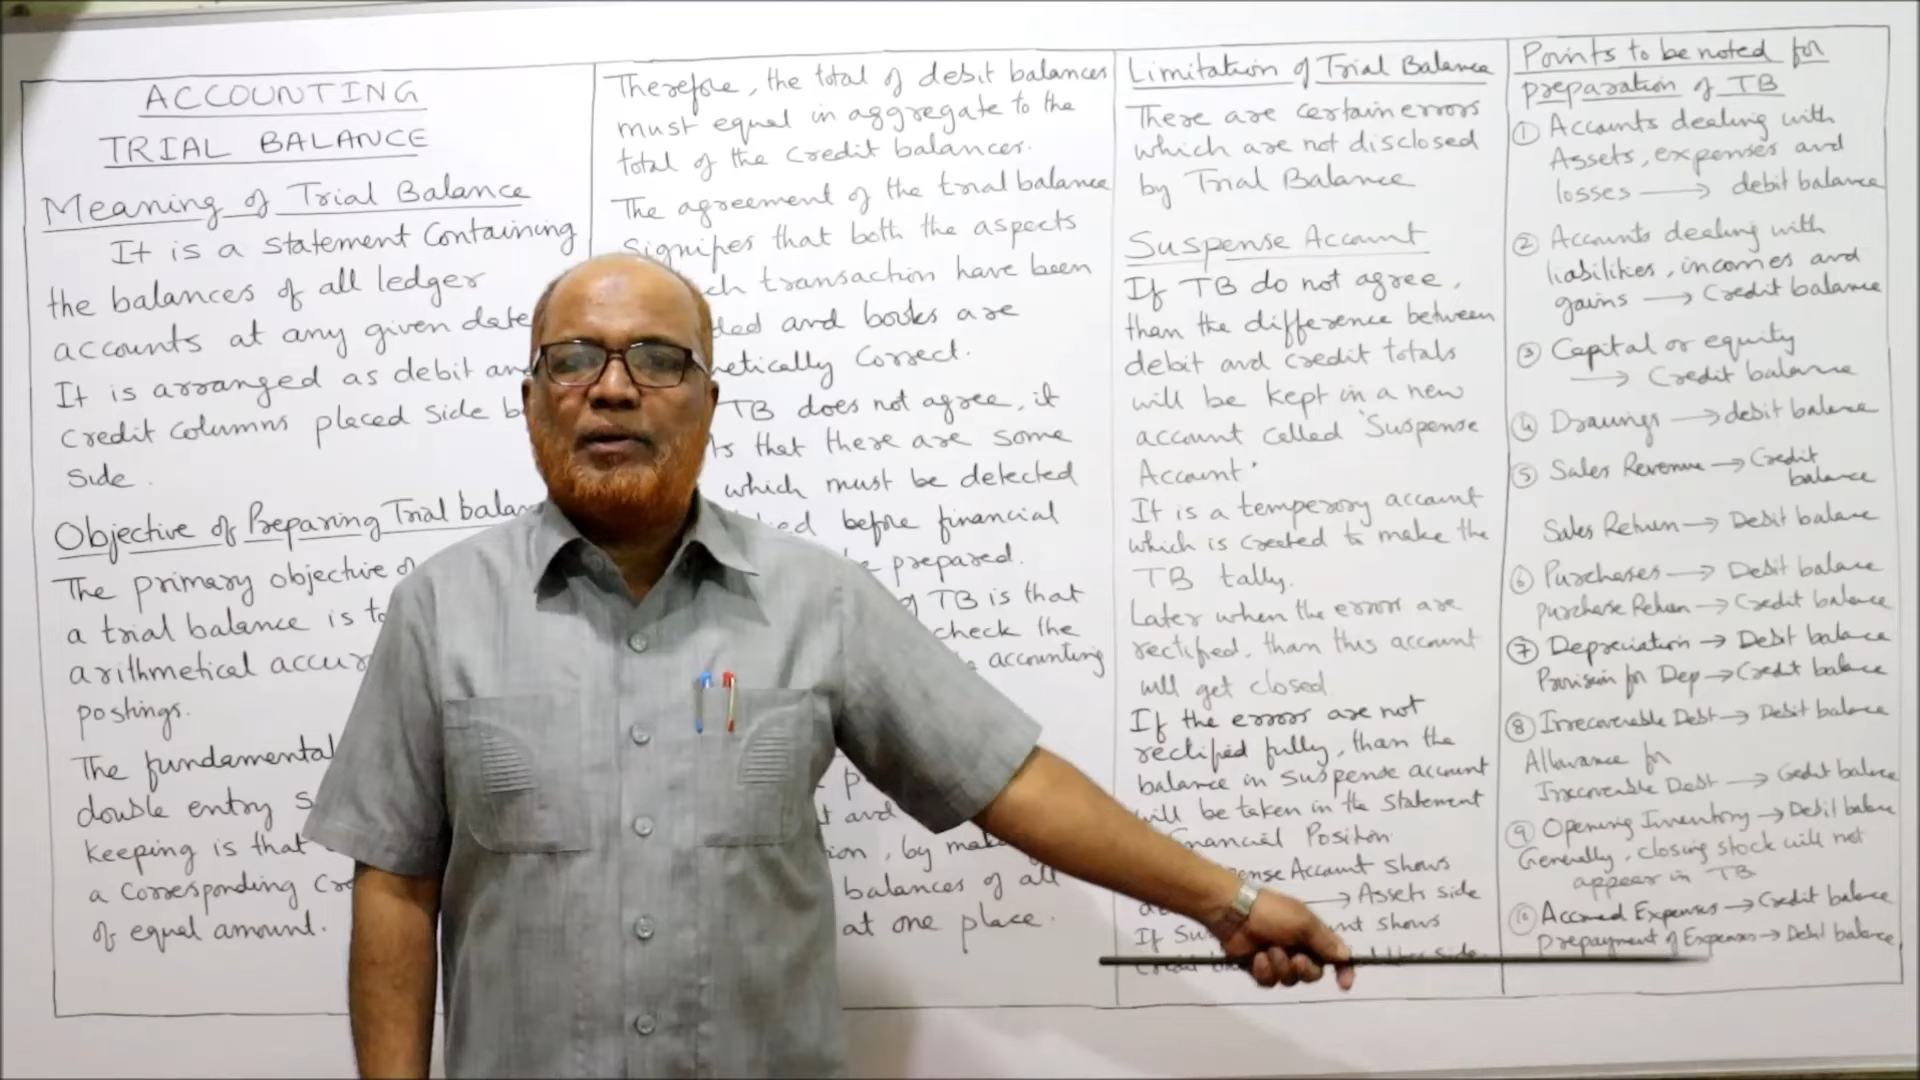 ACCOUNTING
TRIAL BALANCE
Meaning of Trial Balance
It is a statement Containing
the balances of all ledger
accounts at any given date
It is arranged as debit and
Credit columns placed side
side.
Objective of Preparing Trial
The primary objective
a trial balance is to
arithmetical
postings.
The fundamental
double entry
keeping is that
a corresponding
of equal amount.
Therefore, the total of debit balances
must equal in aggregate to the
total of the credit balances.
The agreement of the trial balance
signifies that both the aspects
transaction have been
and books are
correct.
TB does not agree, it
that there are some
which must be detected
before financial
prepared.
TB is that
check the
accounting
and
, by
balances of all
at one place.
Limitation of Trial Balance
There are certain errors
which are not disclosed
by Trial Balance
Suspense Account
If TB do not agree,
than the difference between
debit and credit totals
will be kept in a new
account called 'Suspense
Account'
It is a temperory account
which is created to make the
TB tally.
Later when the errors are
rectified, than this account
will get closed
If the errors are not
rectified fully, than the
balance in suspense account
will be taken in the statement
Position
Account shows
→ Assets side
If shows
side
Points to be noted for
preparation of TB
① Accounts dealing with
Assets, expenses and
losses → debit balance
② Accounts dealing with
liabilities, incomes and
gains → Credit balance
③ Capital or equity
→ Credit balance
④ Drawings → debit balance
⑤ Sales Revenue → Credit
balance
Sales Return → Debit balance
⑥ Purchases → Debit balance
purchase Return → Credit balance
⑦ Depreciation → Debit balance
Provision for Dep → Credit balance
⑧ Irrecoverable Debt → Debit balance
Allowance for
Irrecoverable Debt → Credit balance
⑨ Opening Inventory → Debit balance
Generally, closing stock will not
appear in TB
⑩ Accrued Expenses → Credit balance
prepayment of Expenses → Debit balance